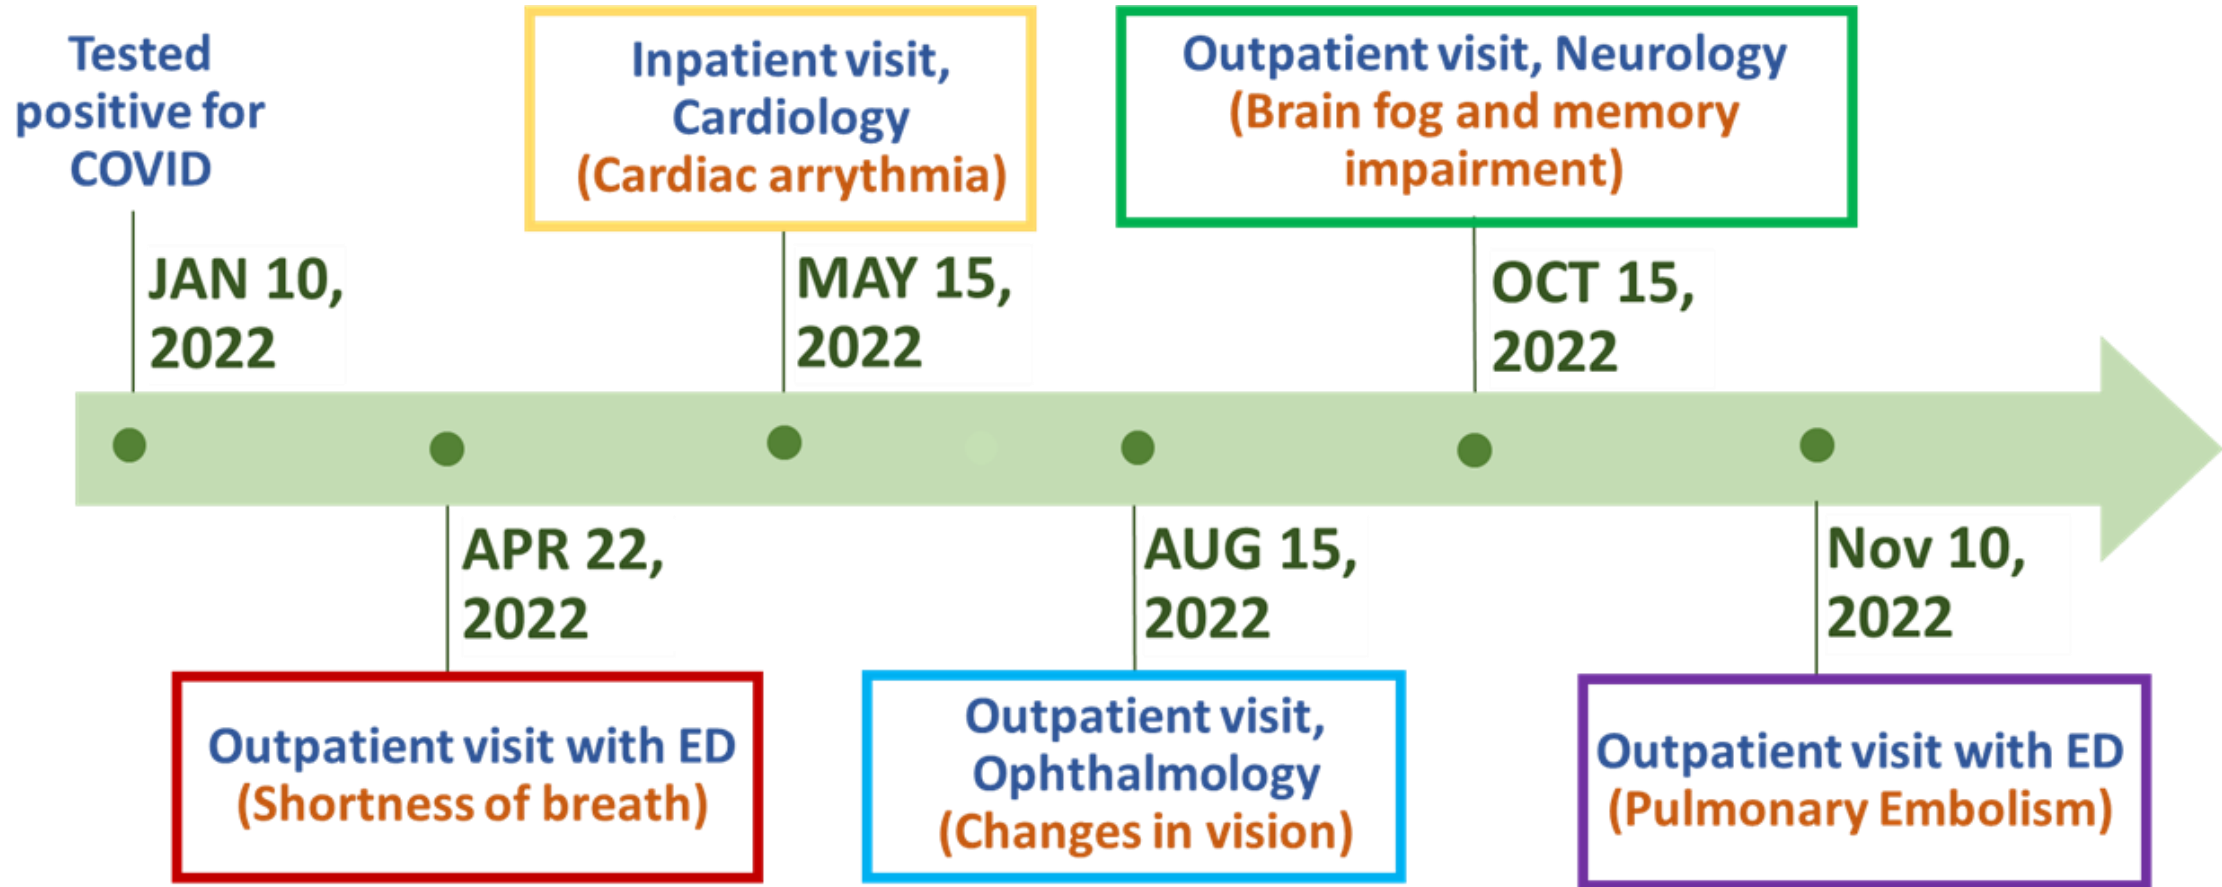 Tested
positive for
COVID
JAN 10,
2022
Outpatient visit with ED
(Shortness of breath)
APR 22,
2022
Inpatient visit,
Cardiology
(Cardiac arrythmia)
MAY 15,
2022
Outpatient visit,
Ophthalmology
(Changes in vision)
AUG 15,
2022
Outpatient visit, Neurology
(Brain fog and memory
impairment)
OCT 15,
2022
Outpatient visit with ED
(Pulmonary Embolism)
Nov 10,
2022